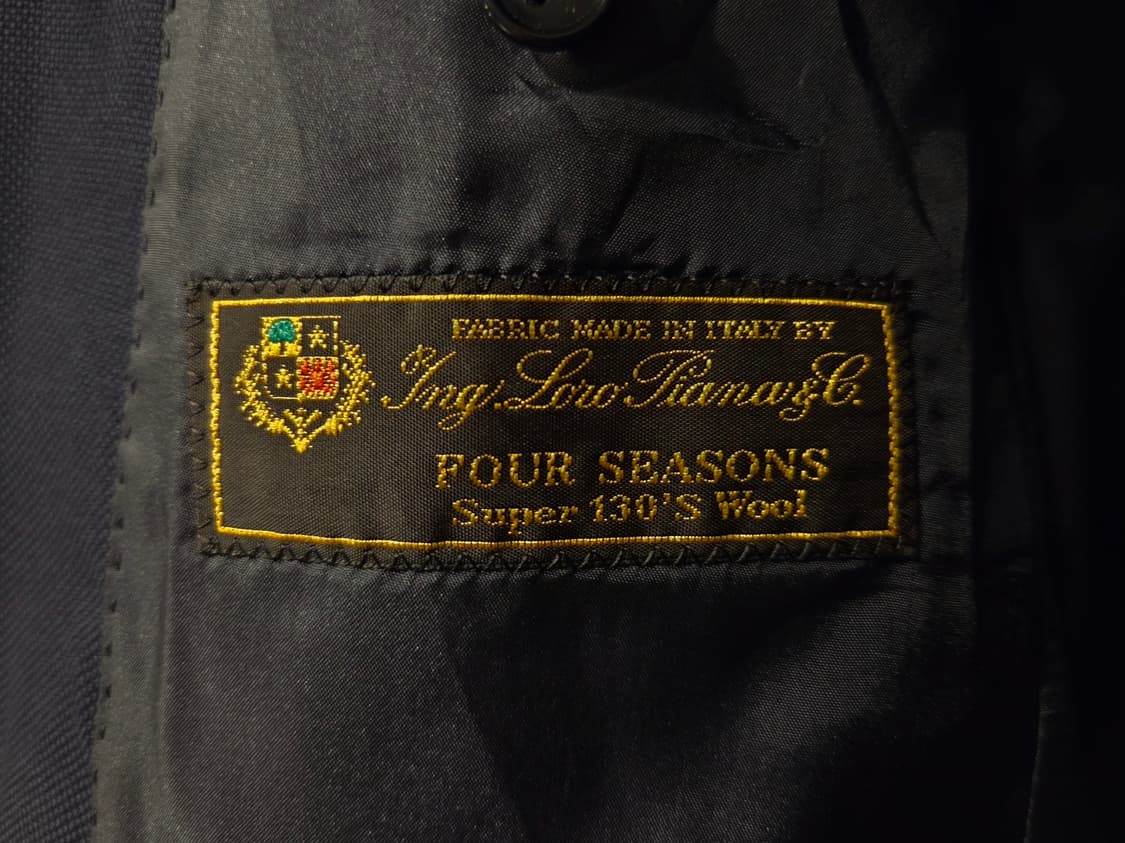 FABRIC MADE IN ITALY BY
Ing. Loro Piana & C.
FOUR SEASONS
Super 130'S Wool